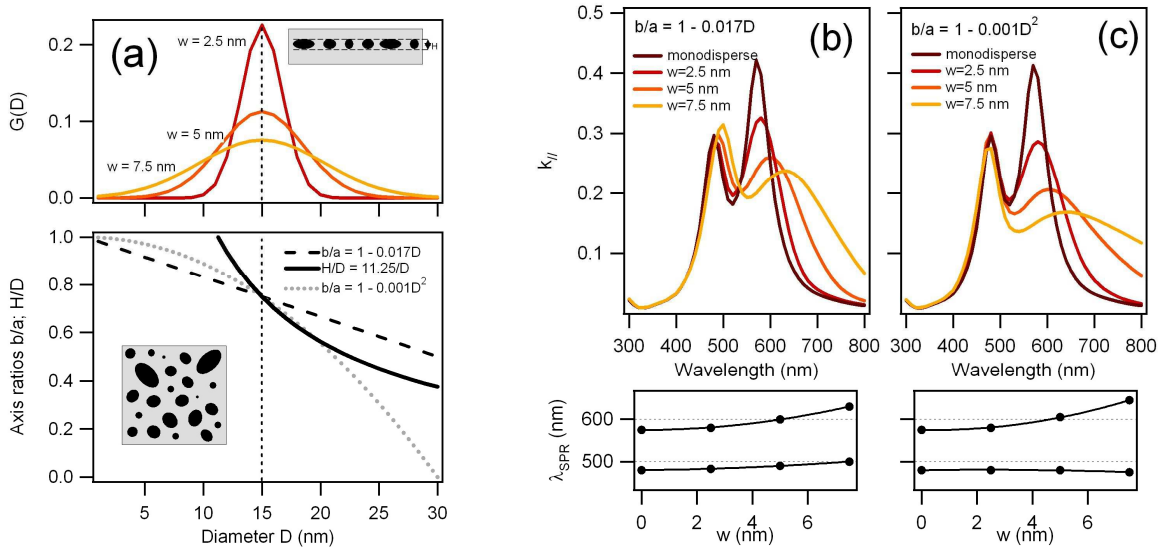 (a)
w = 2.5 nm
w = 5 nm
w = 7.5 nm
H
G(D)
0.2
0.1
0.0
b/a = 1 - 0.017D
H/D = 11.25/D
b/a = 1 - 0.001D²
Axis ratios b/a; H/D
1.0
0.8
0.6
0.4
0.2
0.0
5 10 15 20 25 30
Diameter D (nm)
b/a = 1 - 0.017D
(b)
monodisperse
w=2.5 nm
w=5 nm
w=7.5 nm
k//
0.5
0.4
0.3
0.2
0.1
300 400 500 600 700 800
Wavelength (nm)
b/a = 1 - 0.001D²
(c)
monodisperse
w=2.5 nm
w=5 nm
w=7.5 nm
300 400 500 600 700 800
Wavelength (nm)
λSPR (nm)
600
500
0 2 4 6
w (nm)
0 2 4 6
w (nm)